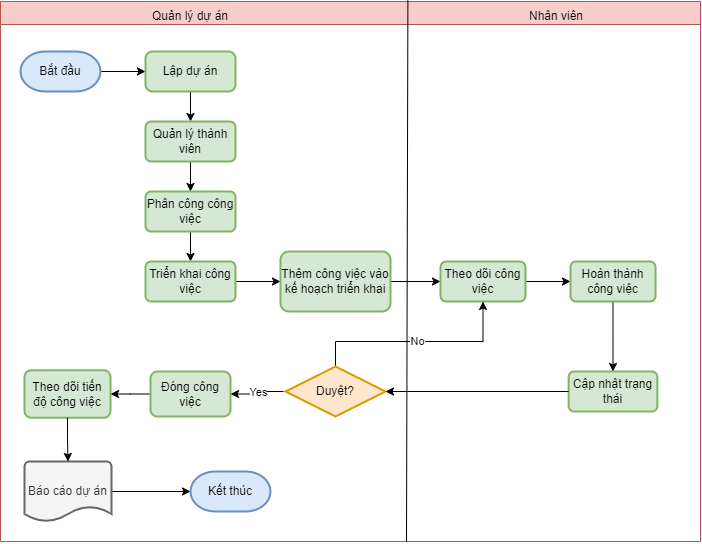 Quản lý dự án
Nhân viên
Bắt đầu
Lập dự án
Quản lý thành
viên
Phân công công
việc
Triển khai công
việc
Thêm công việc vào
kế hoạch triển khai
Theo dõi công
việc
Hoàn thành
công việc
Cập nhật trạng
thái
No
Duyệt?
Yes
Đóng công
việc
Theo dõi tiến
độ công việc
Báo cáo dự án
Kết thúc